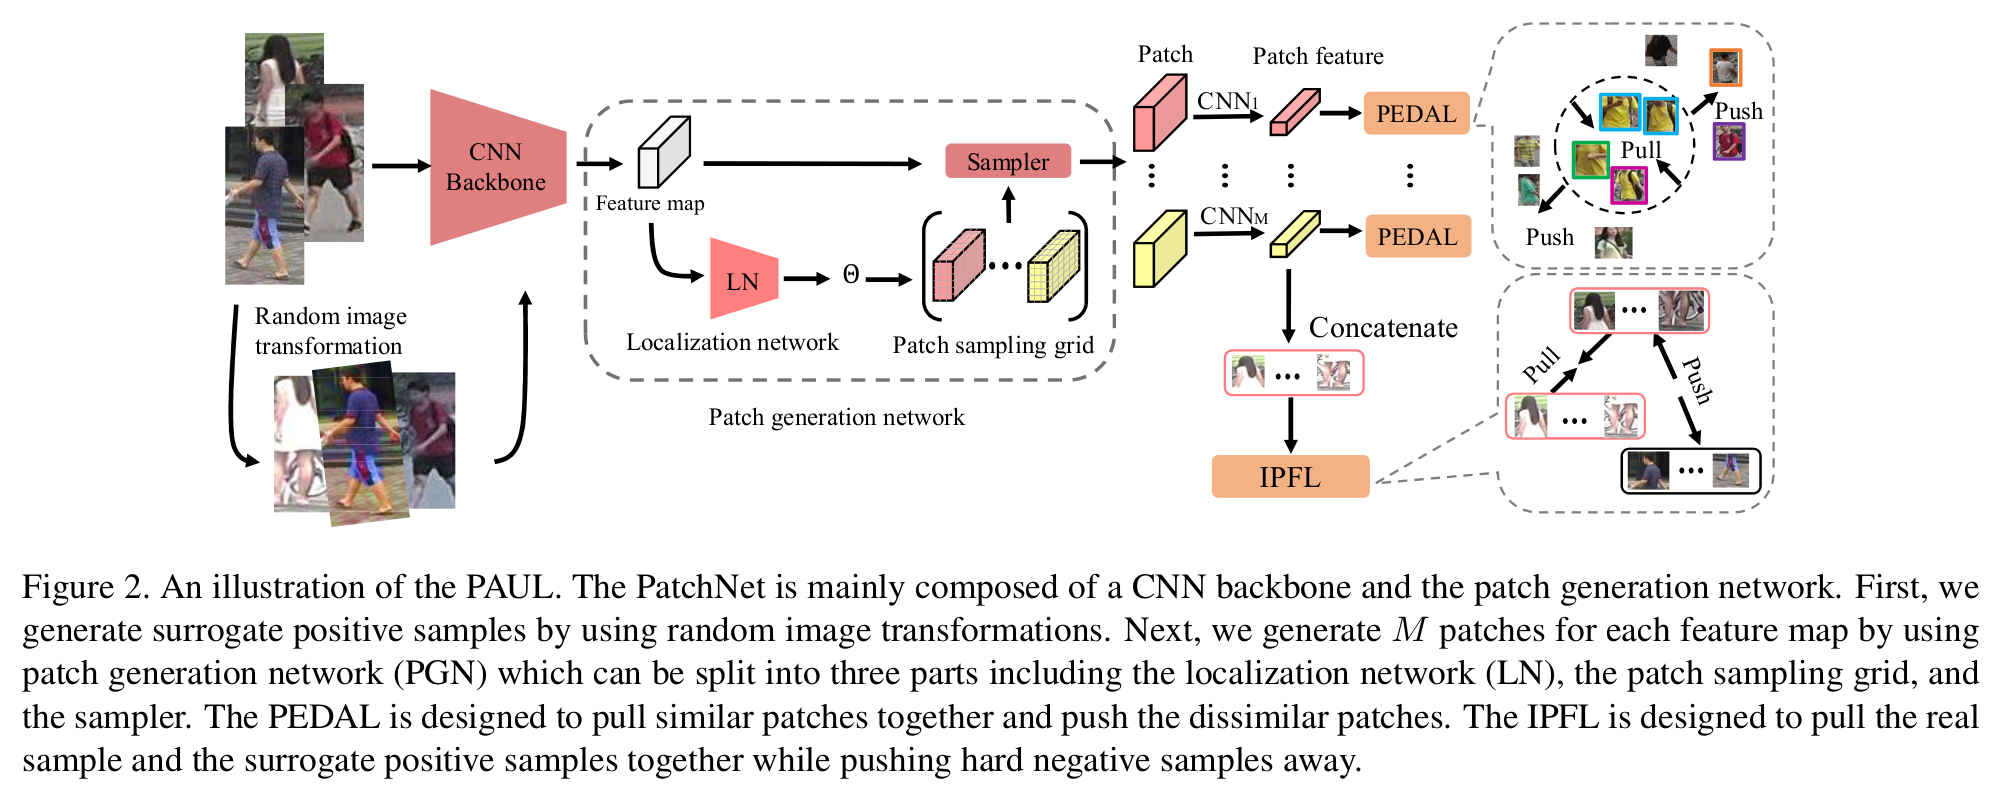 Patch
Patch feature
CNN1
PEDAL
Push
Pull
Push
CNN
Backbone
Sampler
Feature map
CNNM
PEDAL
LN
Θ
Random image
transformation
Localization network
Patch sampling grid
Concatenate
Pull
Push
Patch generation network
IPFL
Figure 2. An illustration of the PAUL. The PatchNet is mainly composed of a CNN backbone and the patch generation network. First, we
generate surrogate positive samples by using random image transformations. Next, we generate M patches for each feature map by using
patch generation network (PGN) which can be split into three parts including the localization network (LN), the patch sampling grid, and
the sampler. The PEDAL is designed to pull similar patches together and push the dissimilar patches. The IPFL is designed to pull the real
sample and the surrogate positive samples together while pushing hard negative samples away.